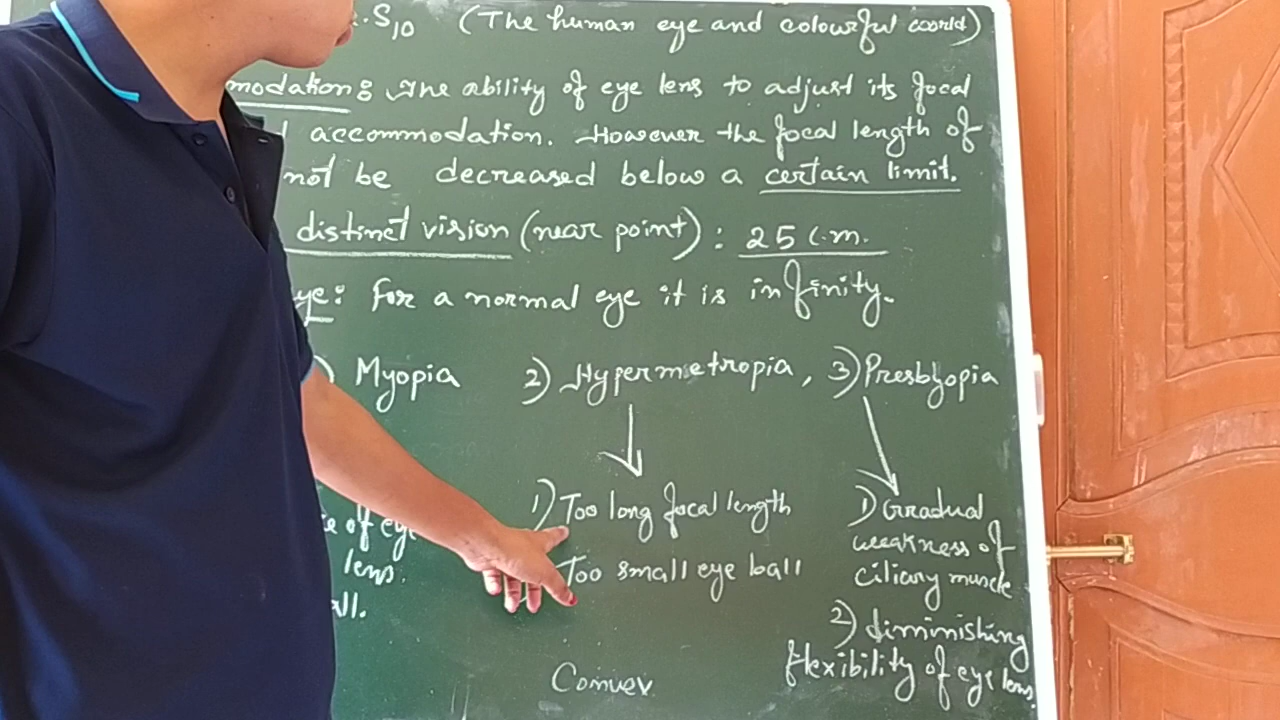 .S10 (The human eye and colourful world)
modation: The ability of eye lens to adjust its focal
accommodation. However the focal length of
not be decreased below a certain limit.
distinct vision (near point): 25 c.m.
ye: For a normal eye it is infinity.
) Myopia 2) Hypermetropia, 3) Presbyopia
1) Too long focal length 1) Gradual
e of eye weakness of
lens. Too small eye ball ciliary muscle
all. 2) diminishing
Convex flexibility of eye lens